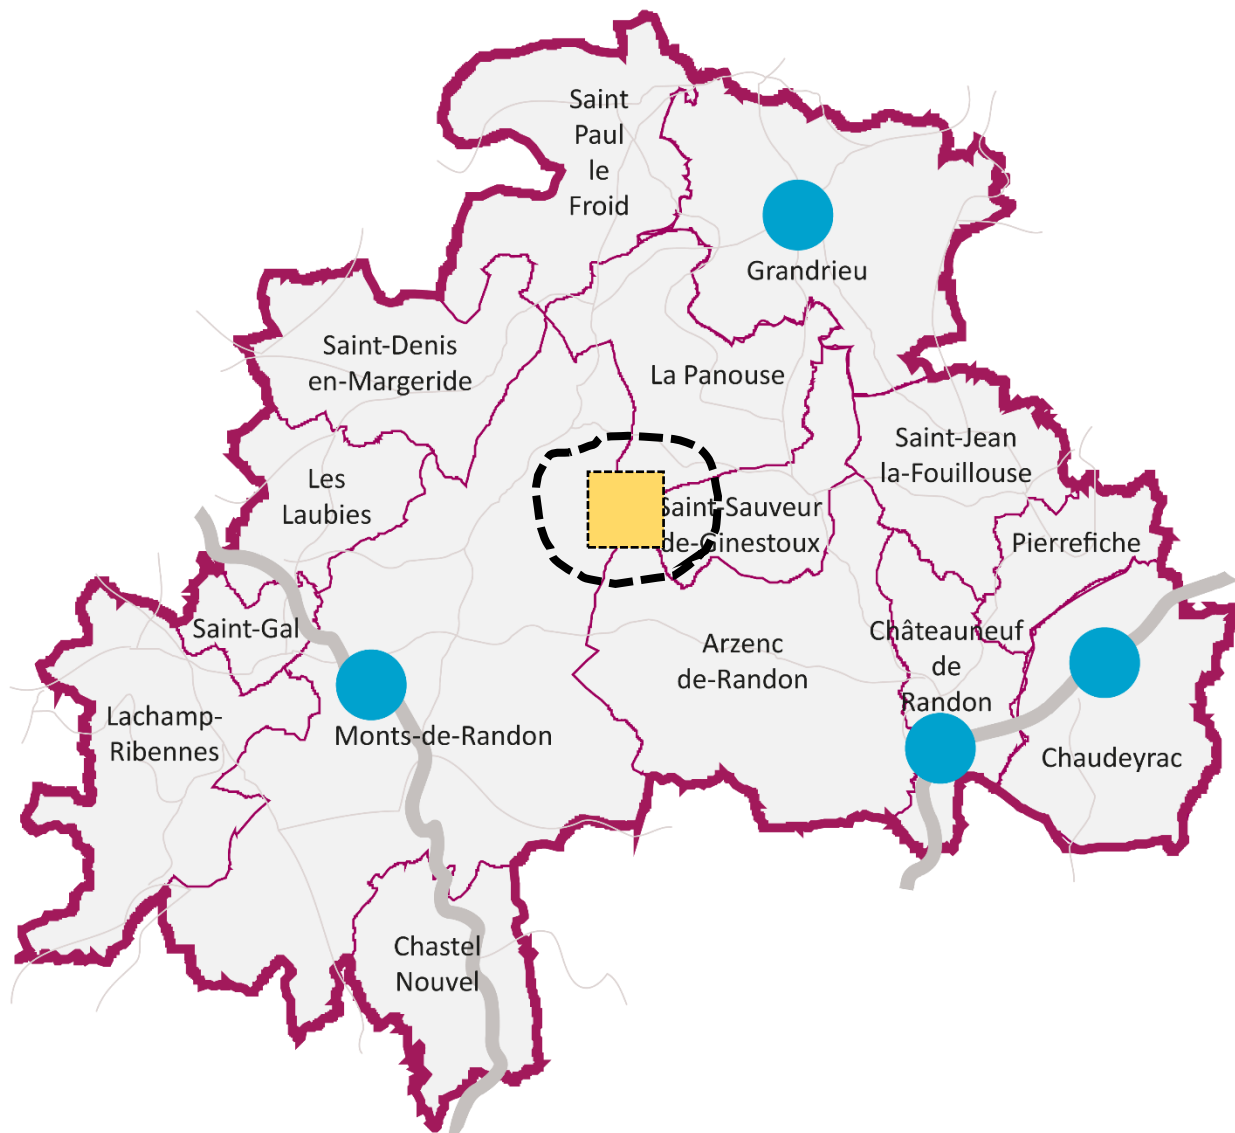 Saint
Paul
le
Froid
Grandrieu
Saint-Denis
en-Margeride
La Panouse
Saint-Jean
la-Fouillouse
Les
Laubies
Saint-Sauveur
de-Ginestoux
Pierrefiche
Saint-Gal
Châteauneuf
de
Randon
Arzenc
de-Randon
Lachamp-
Ribennes
Monts-de-Randon
Chaudeyrac
Chastel
Nouvel